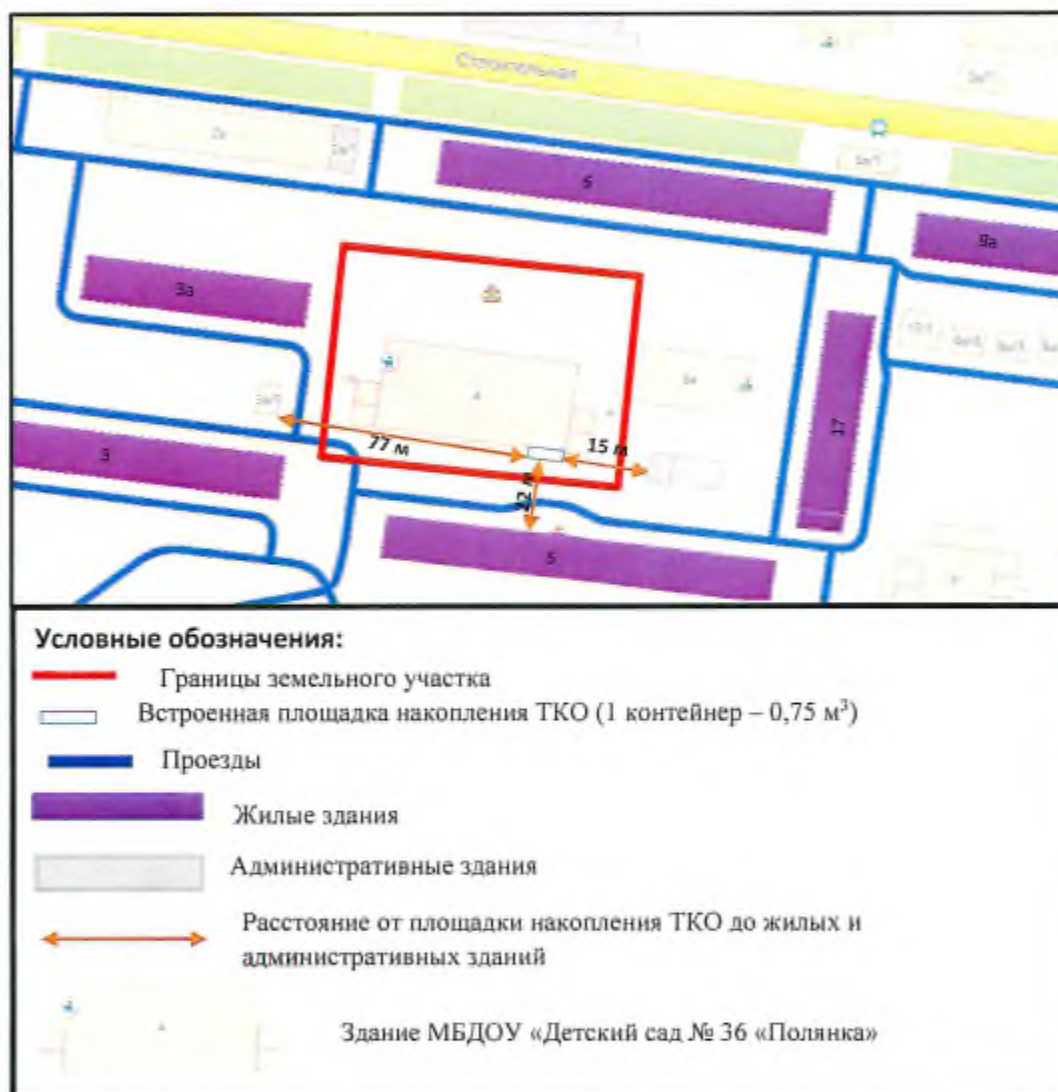 Строительная
5
9а
3а
77 м
15 м
3
17
5
Условные обозначения:
Границы земельного участка
Встроенная площадка накопления ТКО (1 контейнер – 0,75 м³)
Проезды
Жилые здания
Административные здания
Расстояние от площадки накопления ТКО до жилых и
административных зданий
Здание МБДОУ «Детский сад № 36 «Полянка»